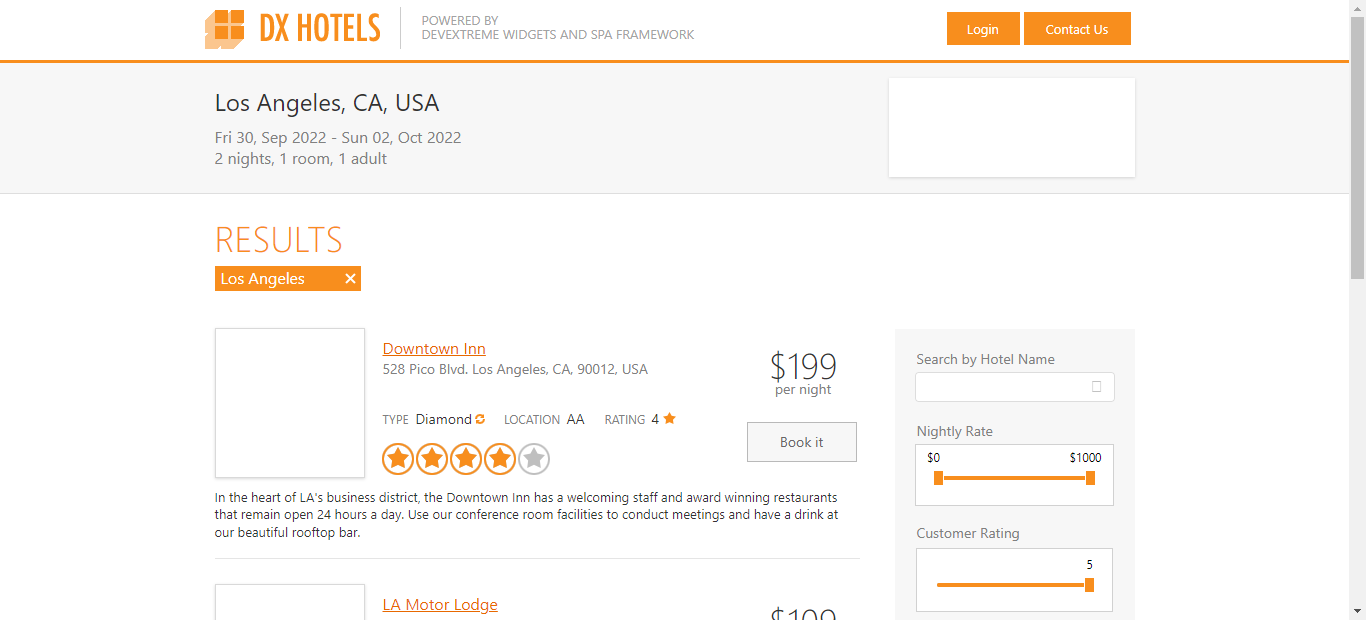 DX HOTELS
POWERED BY
DEVEXTREME WIDGETS AND SPA FRAMEWORK
Login
Contact Us
Los Angeles, CA, USA
Fri 30, Sep 2022 - Sun 02, Oct 2022
2 nights, 1 room, 1 adult
RESULTS
Los Angeles
Downtown Inn
528 Pico Blvd. Los Angeles, CA, 90012, USA
TYPE Diamond LOCATION AA RATING 4
$199
per night
Book it
In the heart of LA's business district, the Downtown Inn has a welcoming staff and award winning restaurants
that remain open 24 hours a day. Use our conference room facilities to conduct meetings and have a drink at
our beautiful rooftop bar.
LA Motor Lodge
Search by Hotel Name
Nightly Rate
$0 $1000
Customer Rating
5